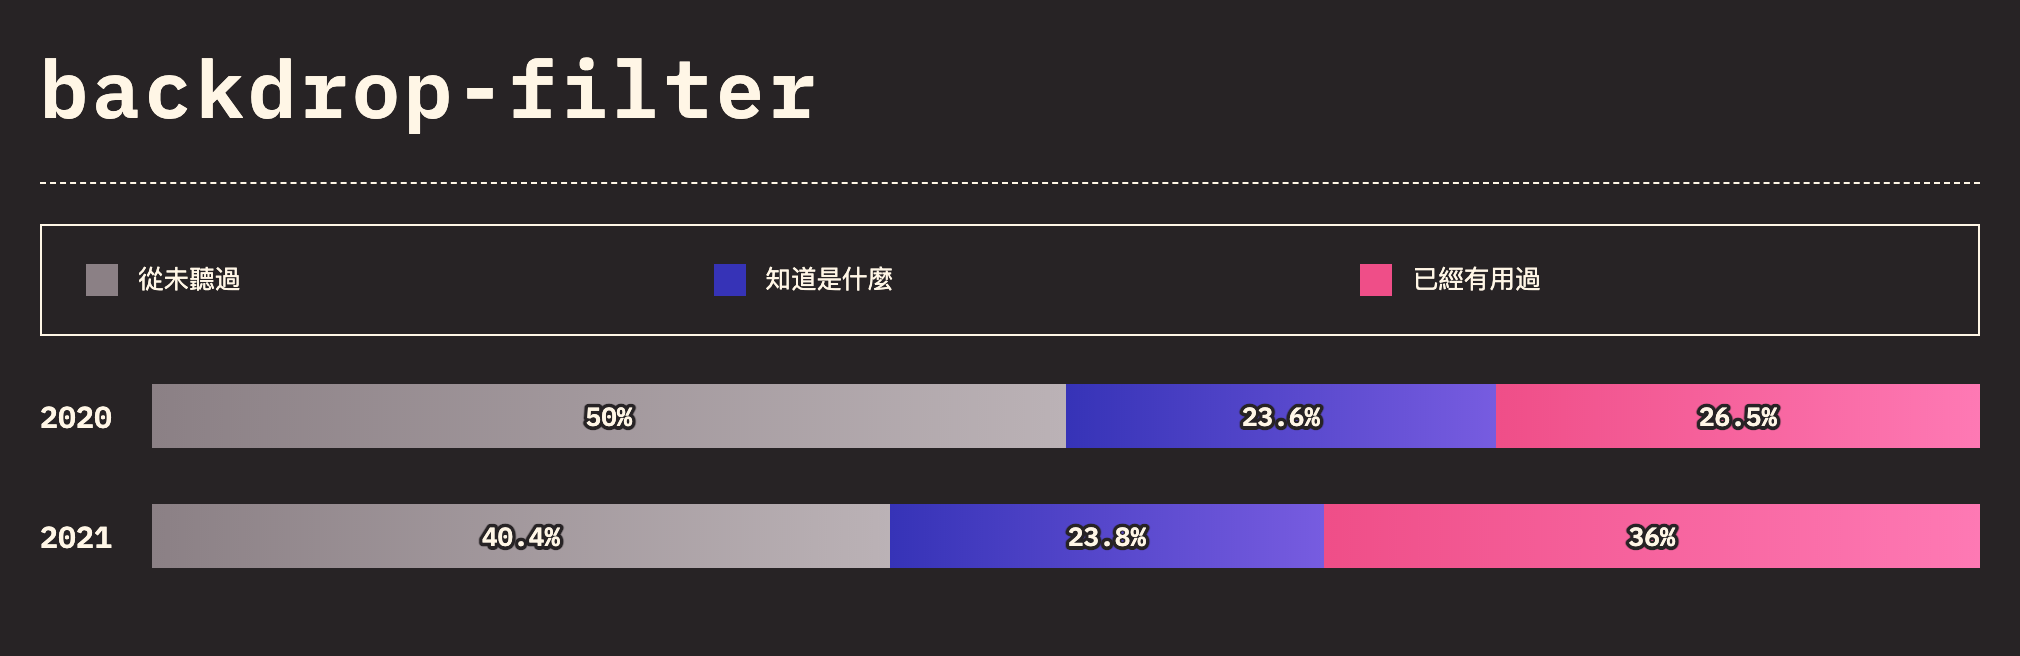 backdrop-filter
從未聽過 知道是什麼 已經有用過
2020 50% 23.6% 26.5%
2021 40.4% 23.8% 36%